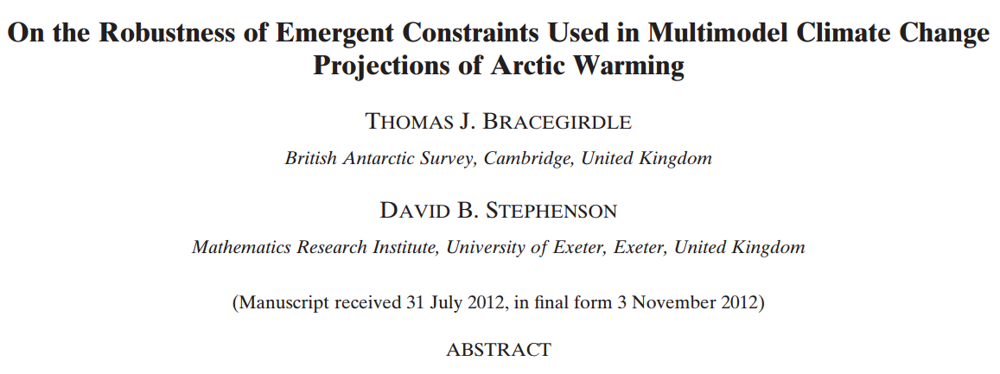 On the Robustness of Emergent Constraints Used in Multimodel Climate Change
Projections of Arctic Warming
THOMAS J. BRACEGIRDLE
British Antarctic Survey, Cambridge, United Kingdom
DAVID B. STEPHENSON
Mathematics Research Institute, University of Exeter, Exeter, United Kingdom
(Manuscript received 31 July 2012, in final form 3 November 2012)
ABSTRACT